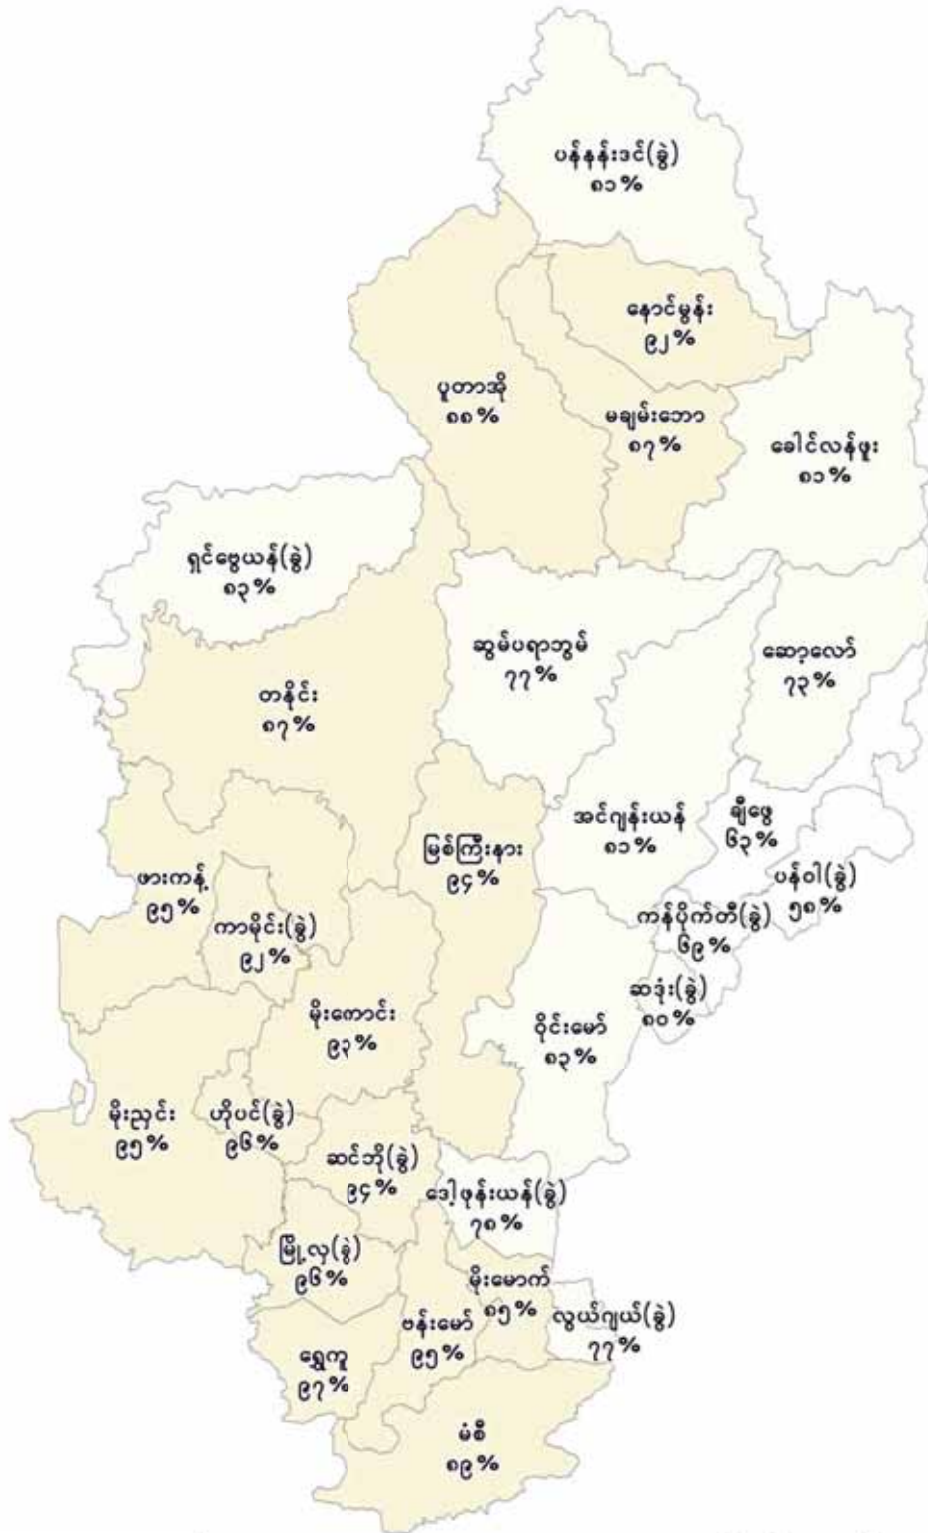 ပန်နန်းဒင်(ခွဲ)
၈၁%
နောင်မွန်း
၉၂%
ပူတာအို
၈၈%
မချမ်းဘော
၈၇%
ခေါင်လန်ဖူး
၈၁%
ရှင်ဗွေယန်(ခွဲ)
၈၃%
ဆွမ်ပရာဘွမ်
၇၇%
ဆော့လော်
၇၃%
တနိုင်း
၈၇%
အင်ဂျန်းယန်
၈၁%
ချီဖွေ
၆၃%
မြစ်ကြီးနား
၉၄%
ဖားကန့်
၉၅%
ပန်ဝါ(ခွဲ)
၅၈%
ကာမိုင်း(ခွဲ)
၉၂%
ကန်ပိုက်တီ(ခွဲ)
၆၉%
ဆဒုံး(ခွဲ)
၈၀%
မိုးကောင်း
၉၃%
ဝိုင်းမော်
၈၃%
မိုးညှင်း
၉၅%
ဟိုပင်(ခွဲ)
၉၆%
ဆင်ဘို(ခွဲ)
၉၄%
ဒေါ့ဖုန်းယန်(ခွဲ)
၇၈%
မြို့လှ(ခွဲ)
၉၆%
မိုးမောက်
၈၅%
လွယ်ဂျယ်(ခွဲ)
၇၇%
ဗန်းမော်
၉၅%
ရွှေကူ
၉၇%
မံစီ
၈၉%